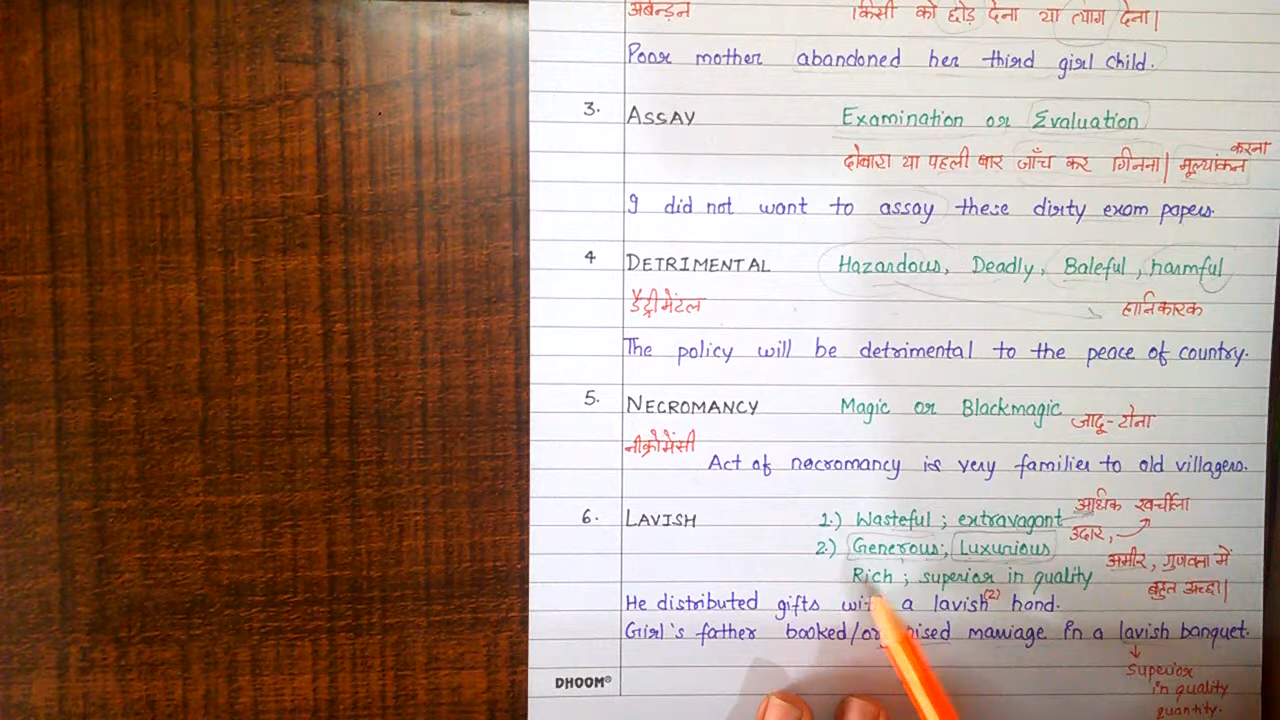 अबेन्ड़न किसी को छोड़ देना या त्याग देना।
Poor mother abandoned her third girl child.
3. ASSAY Examination or Evaluation
दोबारा या पहली बार जाँच कर गिनना। मूल्यांकन करना
I did not want to assay these dirty exam papers.
4 DETRIMENTAL Hazardous, Deadly, Baleful, harmful
डैट्रीमेंटल हानिकारक
The policy will be detrimental to the peace of country.
5. NECROMANCY Magic or Blackmagic जादू-टोना
नीक्रोमेंसी
Act of necromancy is very familier to old villagers.
6. LAVISH 1.) Wasteful; extravagant अधिक खर्चीला
2.) Generous; Luxurious उदार,
Rich; superior in quality अमीर, गुणवत्ता में बहुत अच्छा।
He distributed gifts with a lavish (2) hand.
Girl's father booked/organised marriage in a lavish banquet.
Superior
in quality
quantity.
DHOOM®